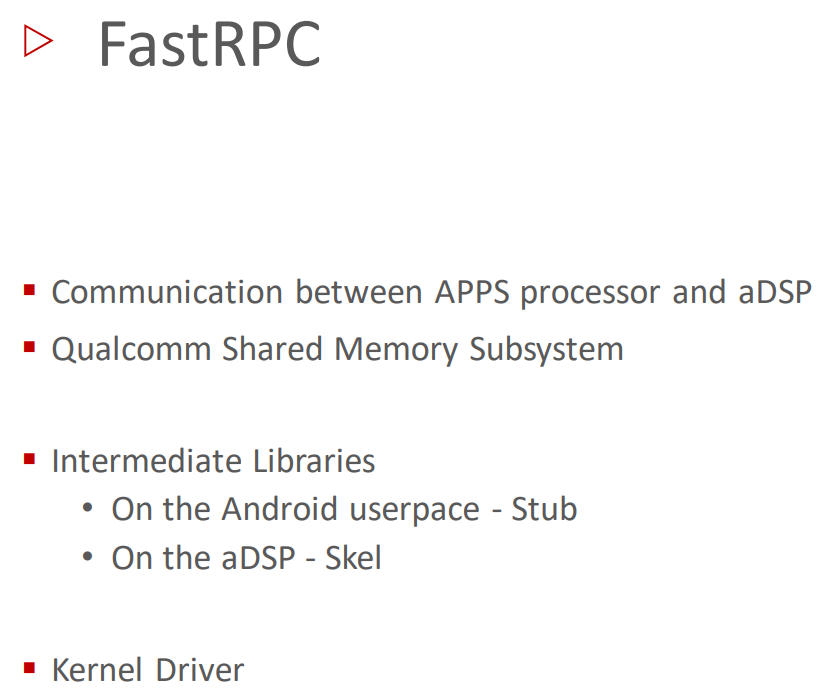 FastRPC
Communication between APPS processor and aDSP
Qualcomm Shared Memory Subsystem
Intermediate Libraries
On the Android userpace - Stub
On the aDSP - Skel
Kernel Driver